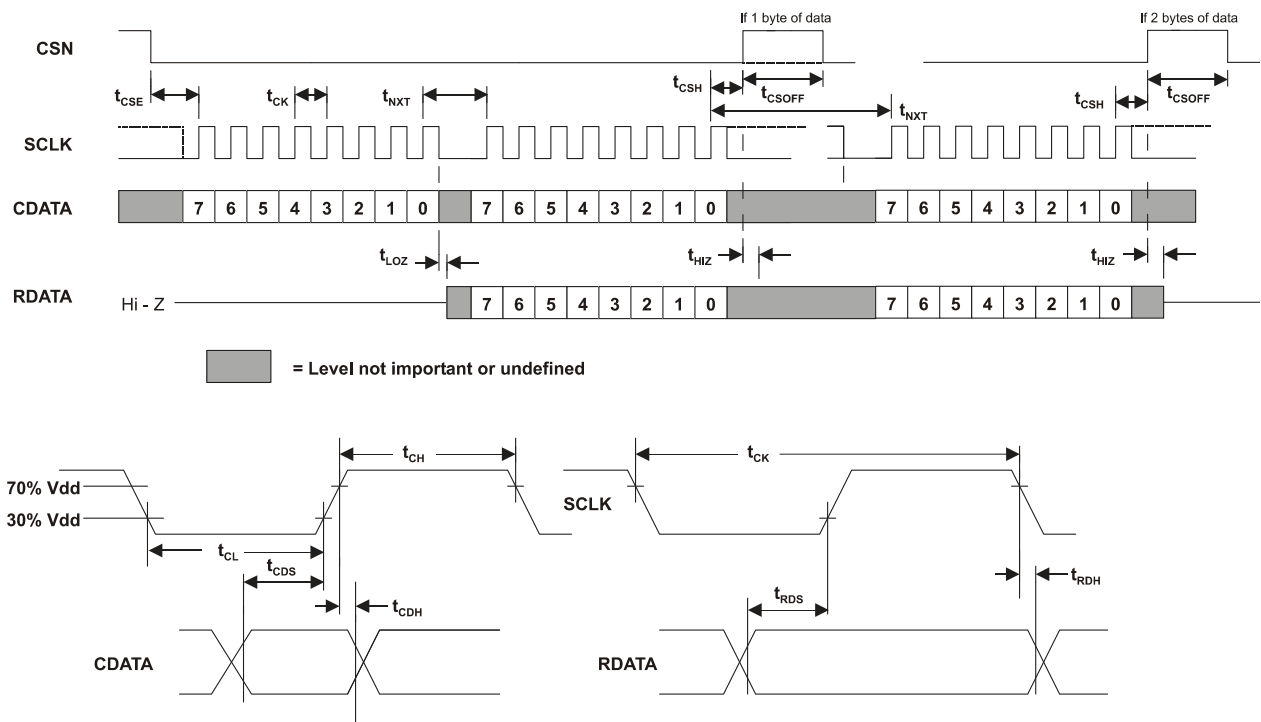 If 1 byte of data
If 2 bytes of data
CSN
tCSE
tCK
tNXT
tCSH
tCSOFF
tNXT
tCSH
tCSOFF
SCLK
CDATA
7 6 5 4 3 2 1 0
7 6 5 4 3 2 1 0
7 6 5 4 3 2 1 0
tLOZ
tHIZ
tHIZ
RDATA
Hi - Z
7 6 5 4 3 2 1 0
7 6 5 4 3 2 1 0
= Level not important or undefined
70% Vdd
30% Vdd
tCH
tCL
tCDS
tCDH
CDATA
SCLK
tCK
tRDS
tRDH
RDATA